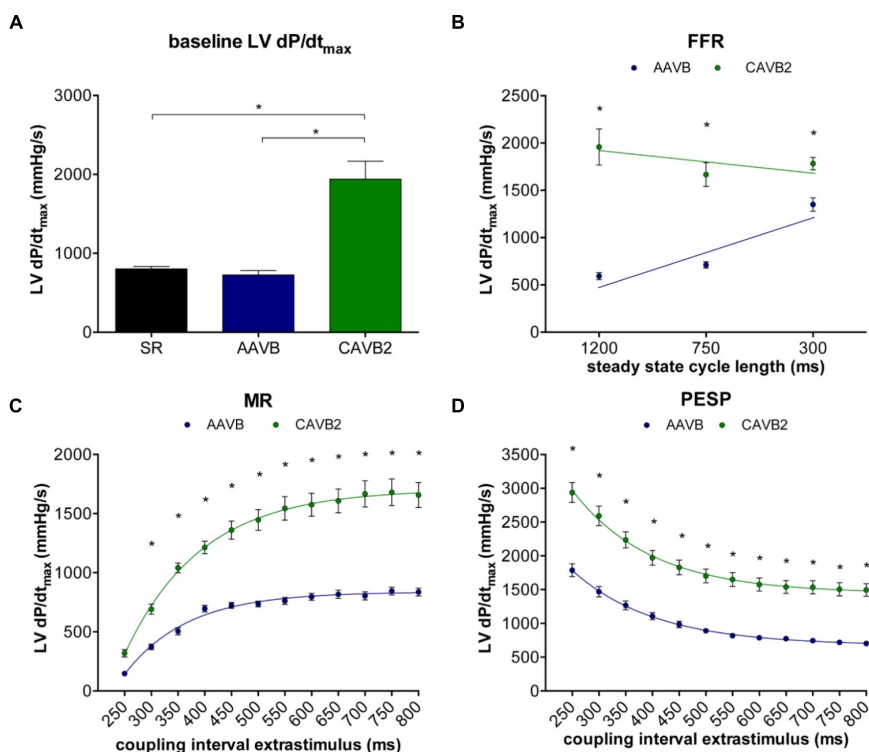 A
baseline LV dP/dtmax
LV dP/dtmax (mmHg/s)
3000
2000
1000
0
*
*
SR AAVB CAVB2
B
FFR
AAVB CAVB2
LV dP/dtmax (mmHg/s)
2500
2000
1500
1000
500
0
* * *
1200 750 300
steady state cycle length (ms)
C
MR
AAVB CAVB2
LV dP/dtmax (mmHg/s)
2000
1500
1000
500
0
* * * * * * * * * * *
250 300 350 400 450 500 550 600 650 700 750 800
coupling interval extrastimulus (ms)
D
PESP
AAVB CAVB2
LV dP/dtmax (mmHg/s)
3500
3000
2500
2000
1500
1000
500
0
* * * * * * * * * * * *
250 300 350 400 450 500 550 600 650 700 750 800
coupling interval extrastimulus (ms)